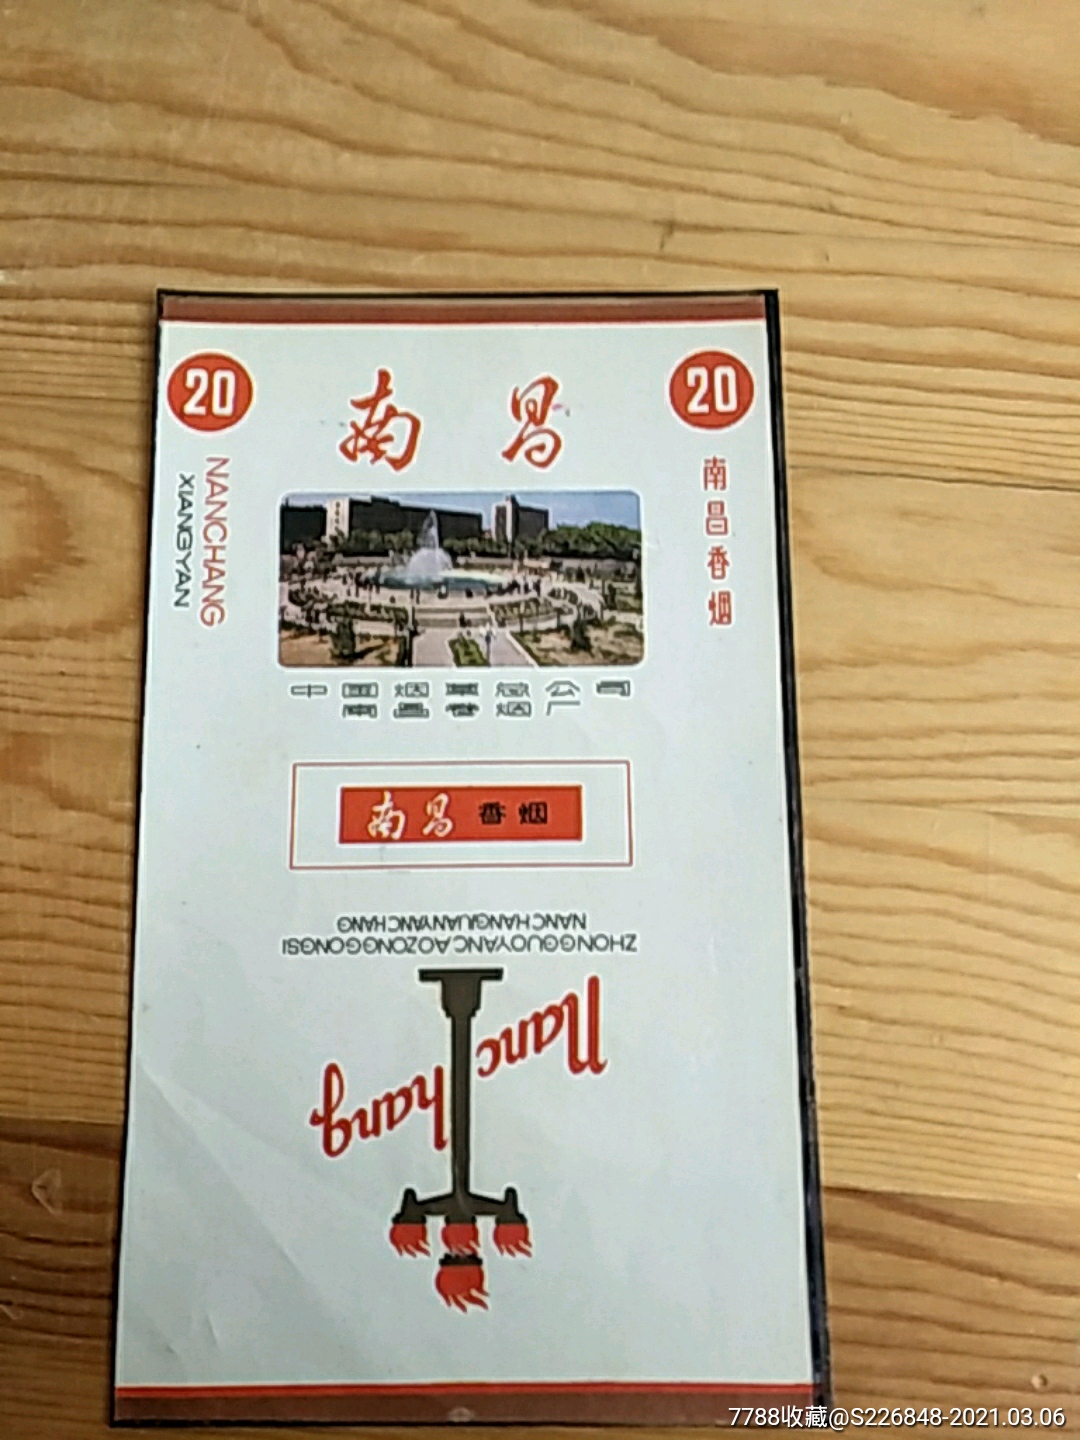 20
20
南昌
NANCHANG
XIANGYAN
南昌香烟
中国烟草总公司
南昌卷烟厂
南昌 香烟
NANCHANGJUANYANCHANG
ZHONGGUOYANCAOZONGGONGSI
Nanchang
7788收藏@S226848-2021.03.06